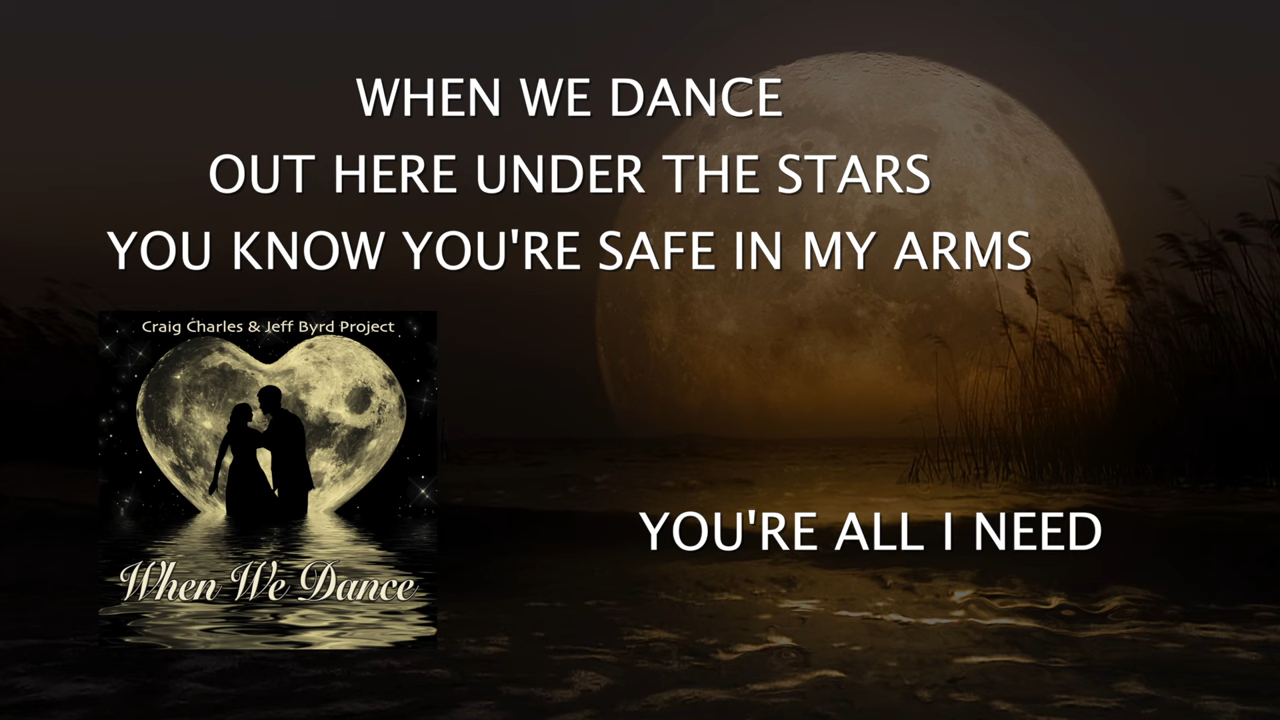 WHEN WE DANCE
OUT HERE UNDER THE STARS
YOU KNOW YOU'RE SAFE IN MY ARMS
Craig Charles & Jeff Byrd Project
When We Dance
YOU'RE ALL I NEED